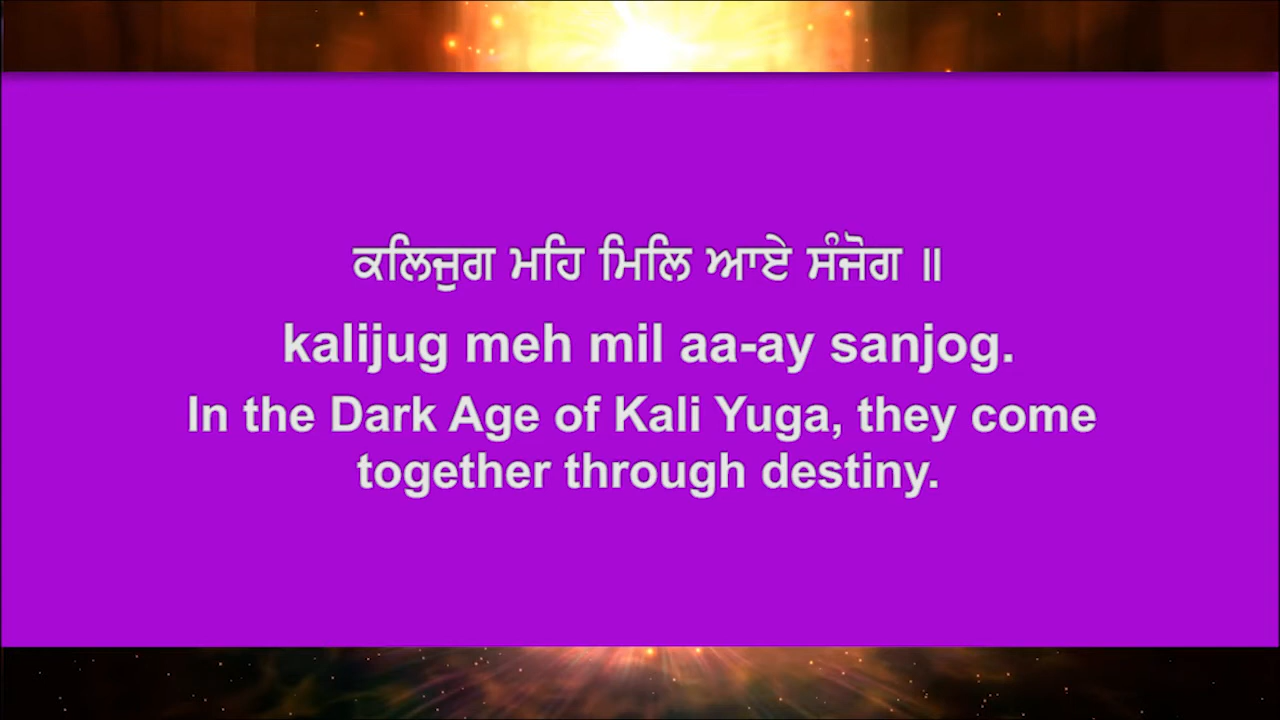 ਕਲਿਜੁਗ ਮਹਿ ਮਿਲਿ ਆਏ ਸੰਜੋਗ ॥
kalijug meh mil aa-ay sanjog.
In the Dark Age of Kali Yuga, they come
together through destiny.